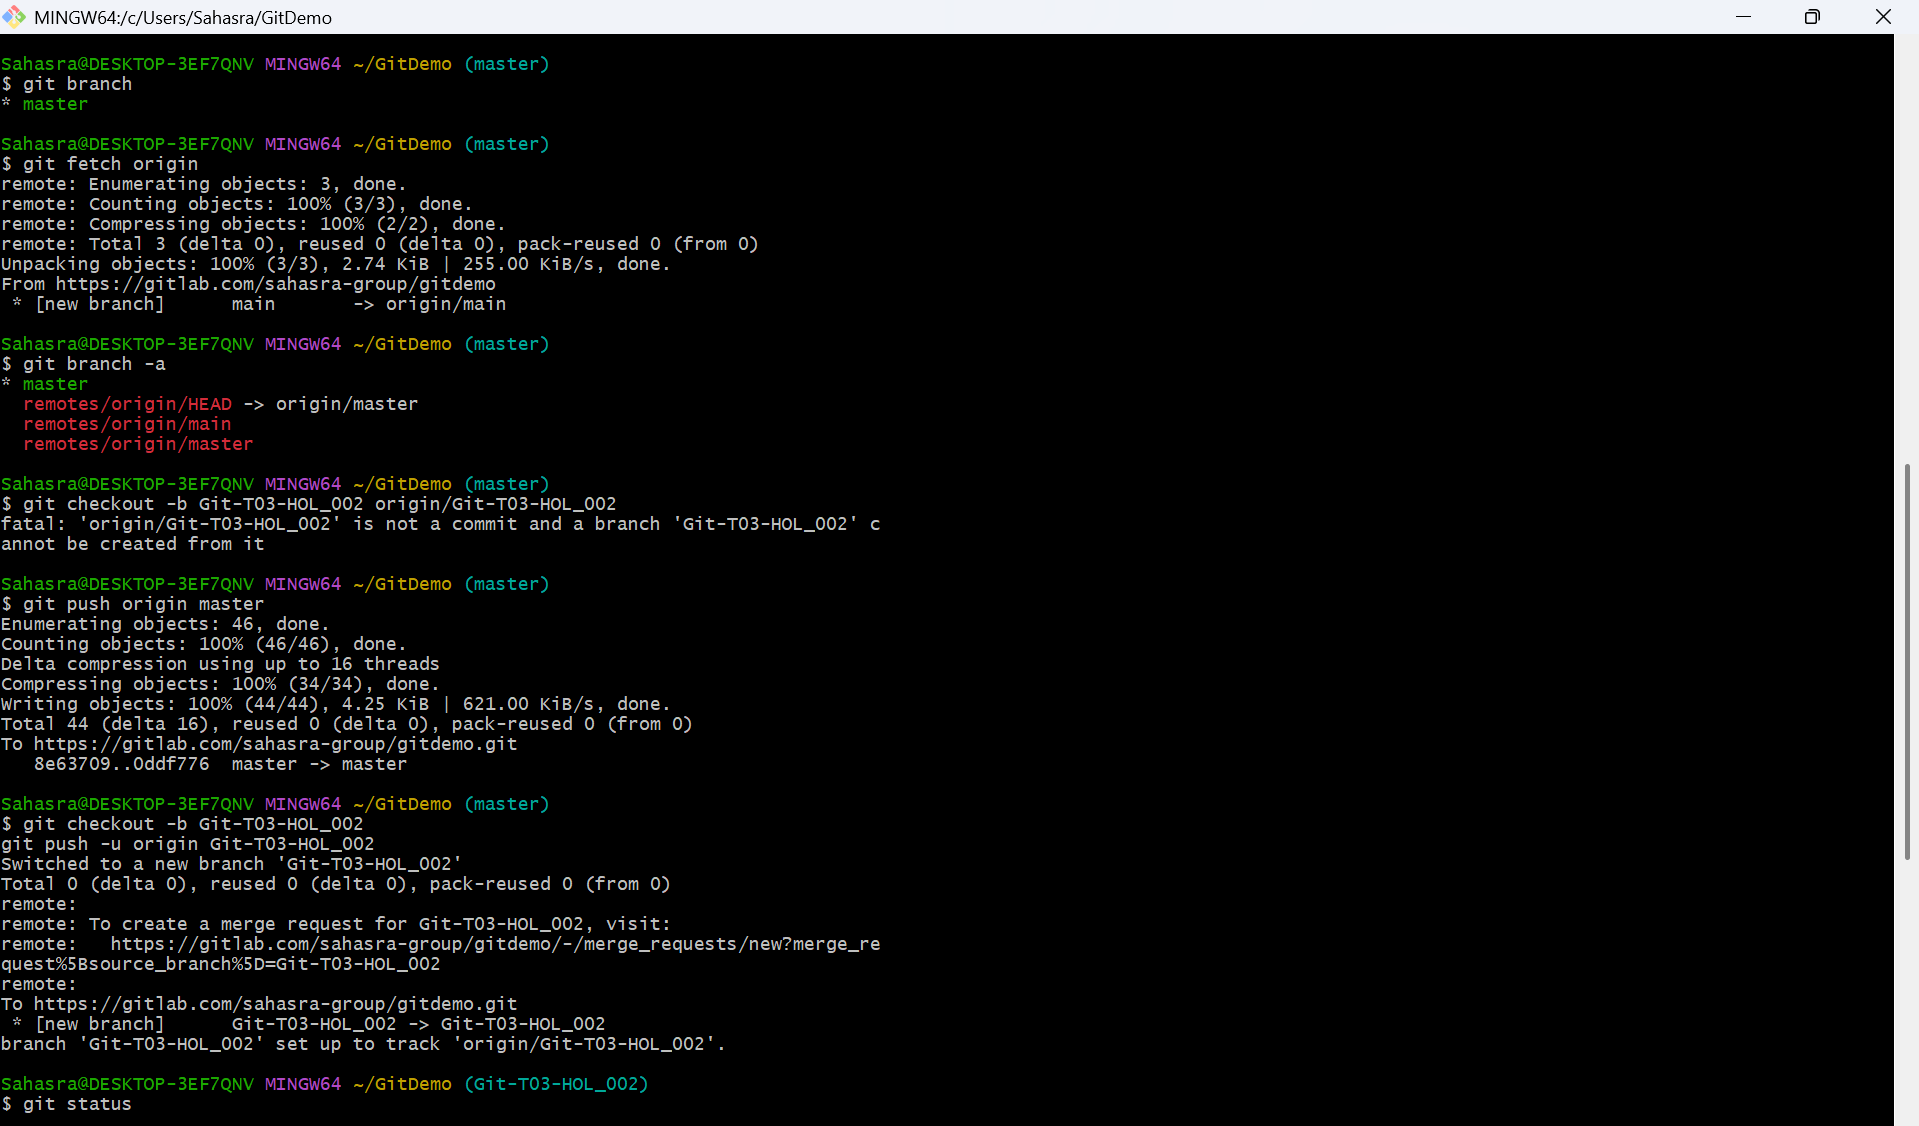 MINGW64:/c/Users/Sahasra/GitDemo
Sahasra@DESKTOP-3EF7QNV MINGW64 ~/GitDemo (master)
$ git branch
* master
Sahasra@DESKTOP-3EF7QNV MINGW64 ~/GitDemo (master)
$ git fetch origin
remote: Enumerating objects: 3, done.
remote: Counting objects: 100% (3/3), done.
remote: Compressing objects: 100% (2/2), done.
remote: Total 3 (delta 0), reused 0 (delta 0), pack-reused 0 (from 0)
Unpacking objects: 100% (3/3), 2.74 KiB | 255.00 KiB/s, done.
From https://gitlab.com/sahasra-group/gitdemo
 * [new branch]      main       -> origin/main
Sahasra@DESKTOP-3EF7QNV MINGW64 ~/GitDemo (master)
$ git branch -a
* master
  remotes/origin/HEAD -> origin/master
  remotes/origin/main
  remotes/origin/master
Sahasra@DESKTOP-3EF7QNV MINGW64 ~/GitDemo (master)
$ git checkout -b Git-T03-HOL_002 origin/Git-T03-HOL_002
fatal: 'origin/Git-T03-HOL_002' is not a commit and a branch 'Git-T03-HOL_002' c
annot be created from it
Sahasra@DESKTOP-3EF7QNV MINGW64 ~/GitDemo (master)
$ git push origin master
Enumerating objects: 46, done.
Counting objects: 100% (46/46), done.
Delta compression using up to 16 threads
Compressing objects: 100% (34/34), done.
Writing objects: 100% (44/44), 4.25 KiB | 621.00 KiB/s, done.
Total 44 (delta 16), reused 0 (delta 0), pack-reused 0 (from 0)
To https://gitlab.com/sahasra-group/gitdemo.git
   8e63709..0ddf776  master -> master
Sahasra@DESKTOP-3EF7QNV MINGW64 ~/GitDemo (master)
$ git checkout -b Git-T03-HOL_002
git push -u origin Git-T03-HOL_002
Switched to a new branch 'Git-T03-HOL_002'
Total 0 (delta 0), reused 0 (delta 0), pack-reused 0 (from 0)
remote:
remote: To create a merge request for Git-T03-HOL_002, visit:
remote:   https://gitlab.com/sahasra-group/gitdemo/-/merge_requests/new?merge_re
quest%5Bsource_branch%5D=Git-T03-HOL_002
remote:
To https://gitlab.com/sahasra-group/gitdemo.git
 * [new branch]      Git-T03-HOL_002 -> Git-T03-HOL_002
branch 'Git-T03-HOL_002' set up to track 'origin/Git-T03-HOL_002'.
Sahasra@DESKTOP-3EF7QNV MINGW64 ~/GitDemo (Git-T03-HOL_002)
$ git status